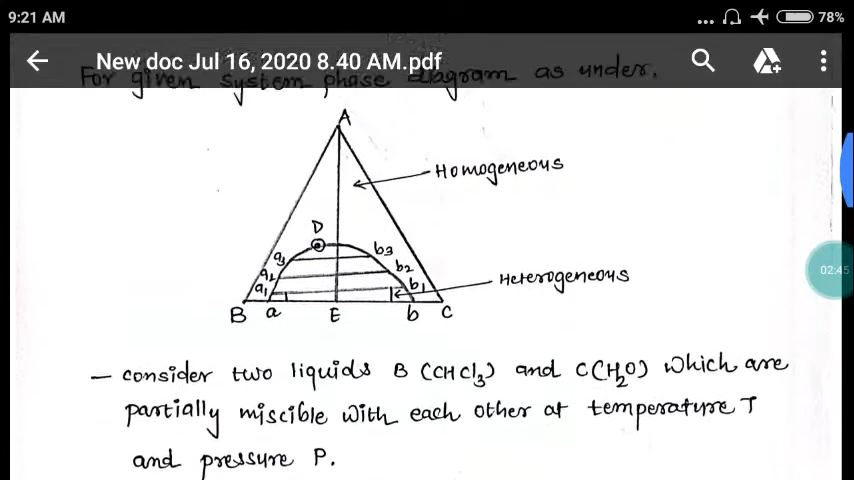 9:21 AM
... 78%
New doc Jul 16, 2020 8.40 AM.pdf
For given system phase diagram as under.
A
Homogeneous
D
a3
b3
a2
b2
a1
b1
Heterogeneous
02:45
B a E b C
— consider two liquids B (CHCl3) and C(H2O) which are
partially miscible with each other at temperature T
and pressure P.